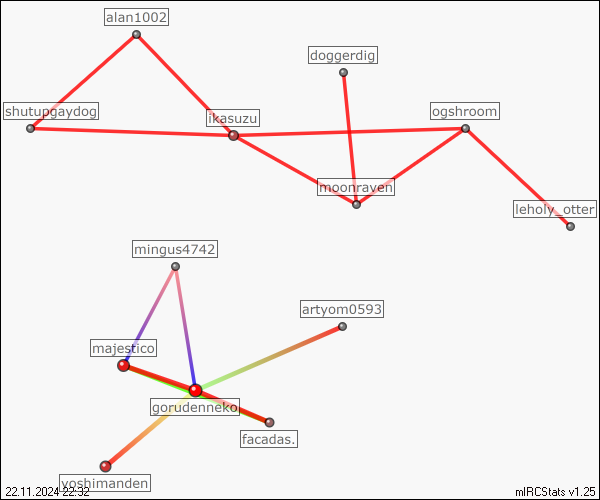 alan1002
doggerdig
shutupgaydog
ikasuzu
ogshroom
moonraven
leholy_otter
mingus4742
artyom0593
majestico
gorudenneko
facadas.
yoshimanden
22.11.2024 22:32
mIRCStats v1.25